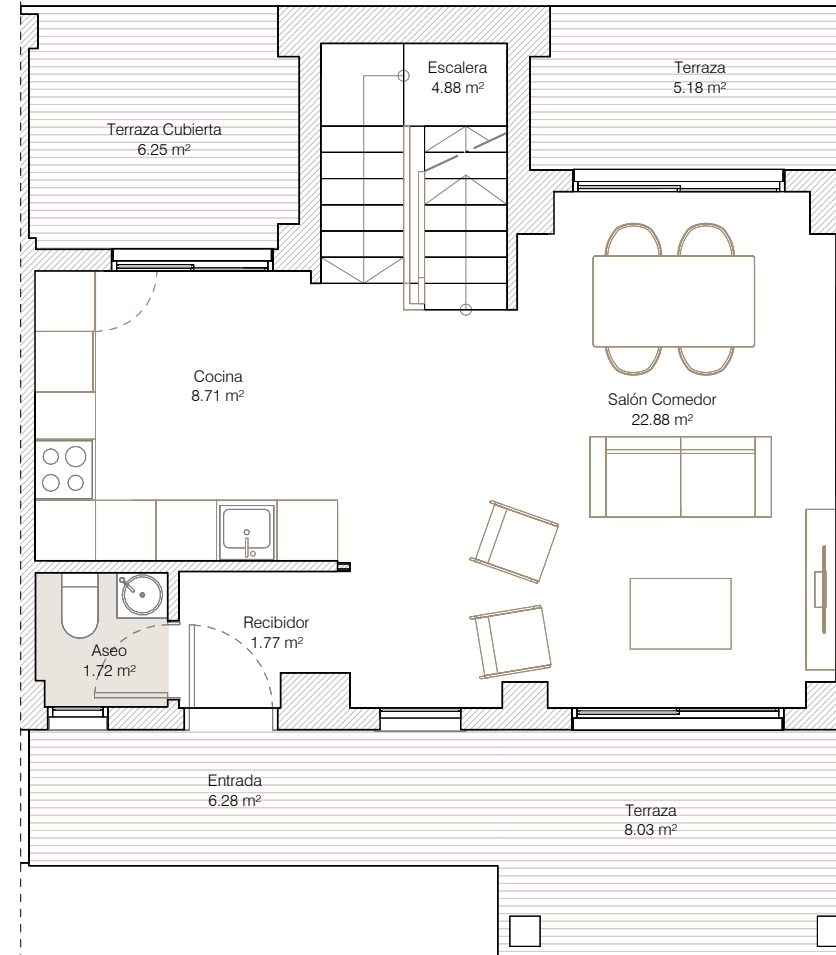 Escalera
4.88 m²
Terraza
5.18 m²
Terraza Cubierta
6.25 m²
Cocina
8.71 m²
Salón Comedor
22.88 m²
Recibidor
1.77 m²
Aseo
1.72 m²
Entrada
6.28 m²
Terraza
8.03 m²